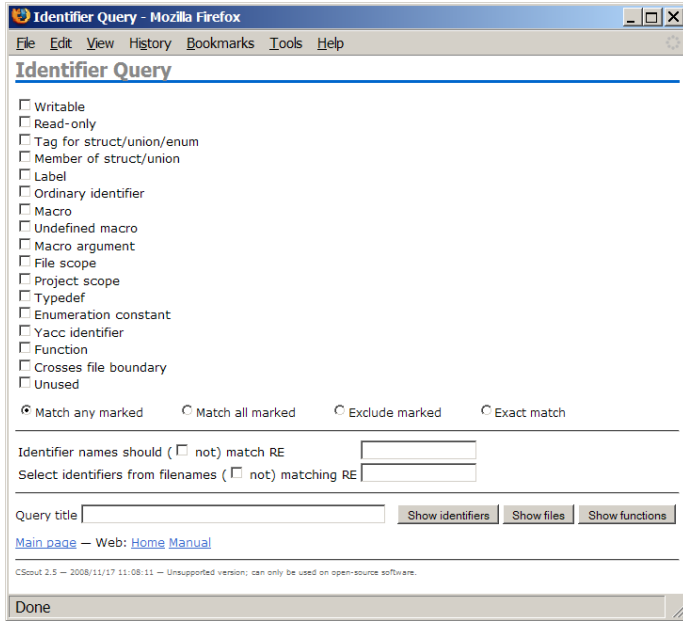 Identifier Query - Mozilla Firefox
File Edit View History Bookmarks Tools Help
Identifier Query
Writable
Read-only
Tag for struct/union/enum
Member of struct/union
Label
Ordinary identifier
Macro
Undefined macro
Macro argument
File scope
Project scope
Typedef
Enumeration constant
Yacc identifier
Function
Crosses file boundary
Unused
Match any marked Match all marked Exclude marked Exact match
Identifier names should ( not) match RE
Select identifiers from filenames ( not) matching RE
Query title Show identifiers Show files Show functions
Main page — Web: Home Manual
CScout 2.5 — 2008/11/17 11:08:11 — Unsupported version; can only be used on open-source software.
Done